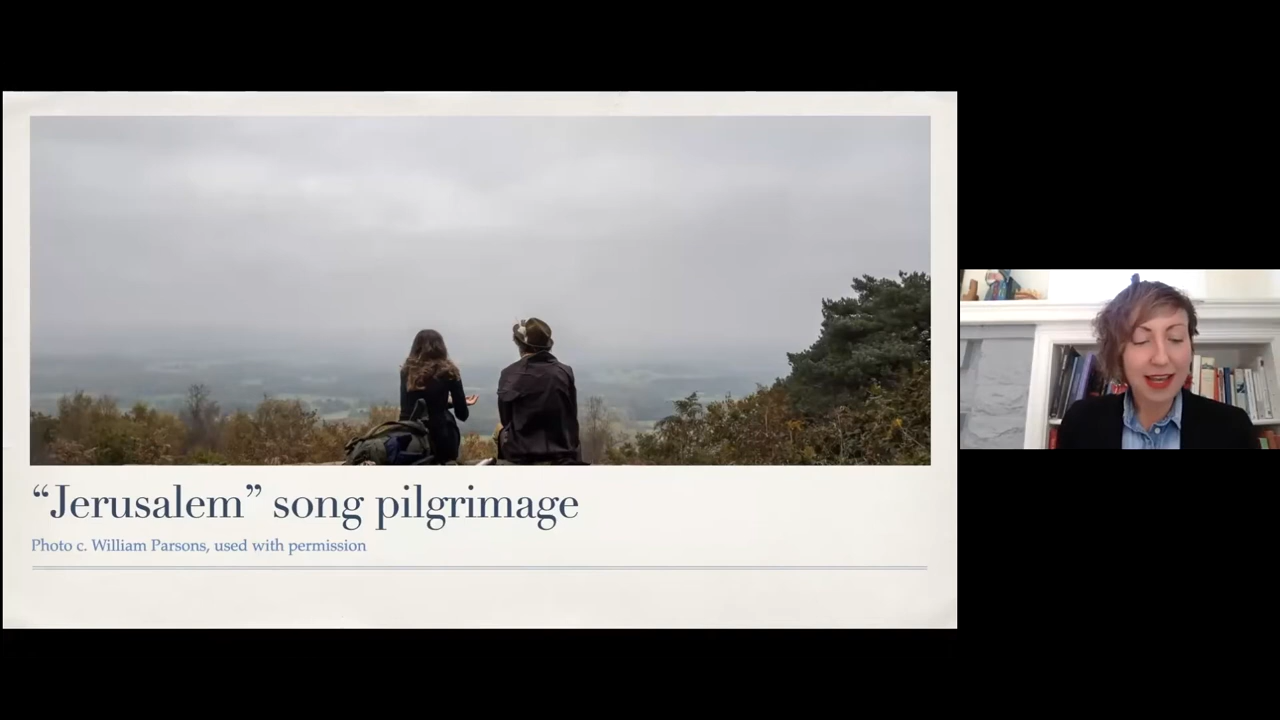 “Jerusalem” song pilgrimage
Photo c. William Parsons, used with permission